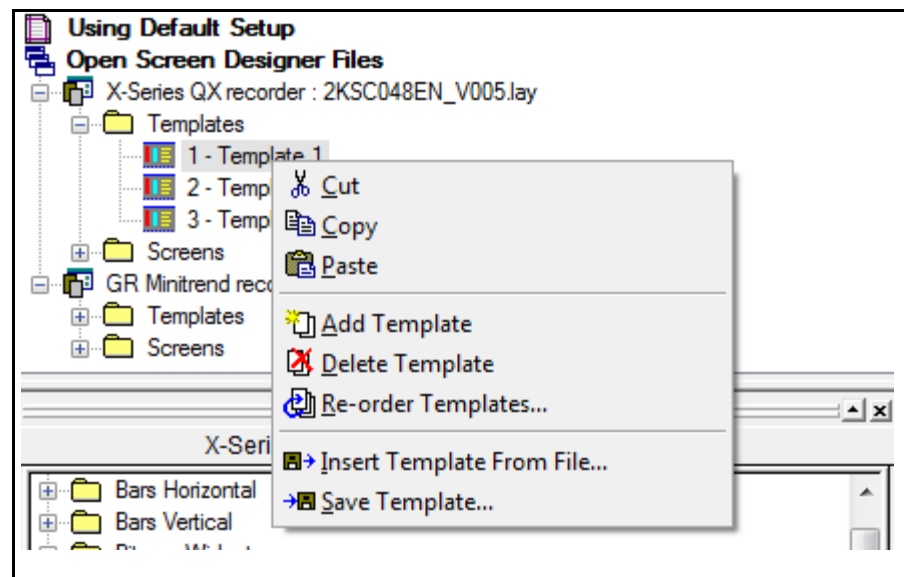 Using Default Setup
Open Screen Designer Files
X-Series QX recorder : 2KSC048EN_V005.lay
Templates
1 - Template 1
2 - Temp
3 - Temp
Screens
GR Minitrend reco
Templates
Screens
Cut
Copy
Paste
Add Template
Delete Template
Re-order Templates...
Insert Template From File...
Save Template...
X-Seri
Bars Horizontal
Bars Vertical